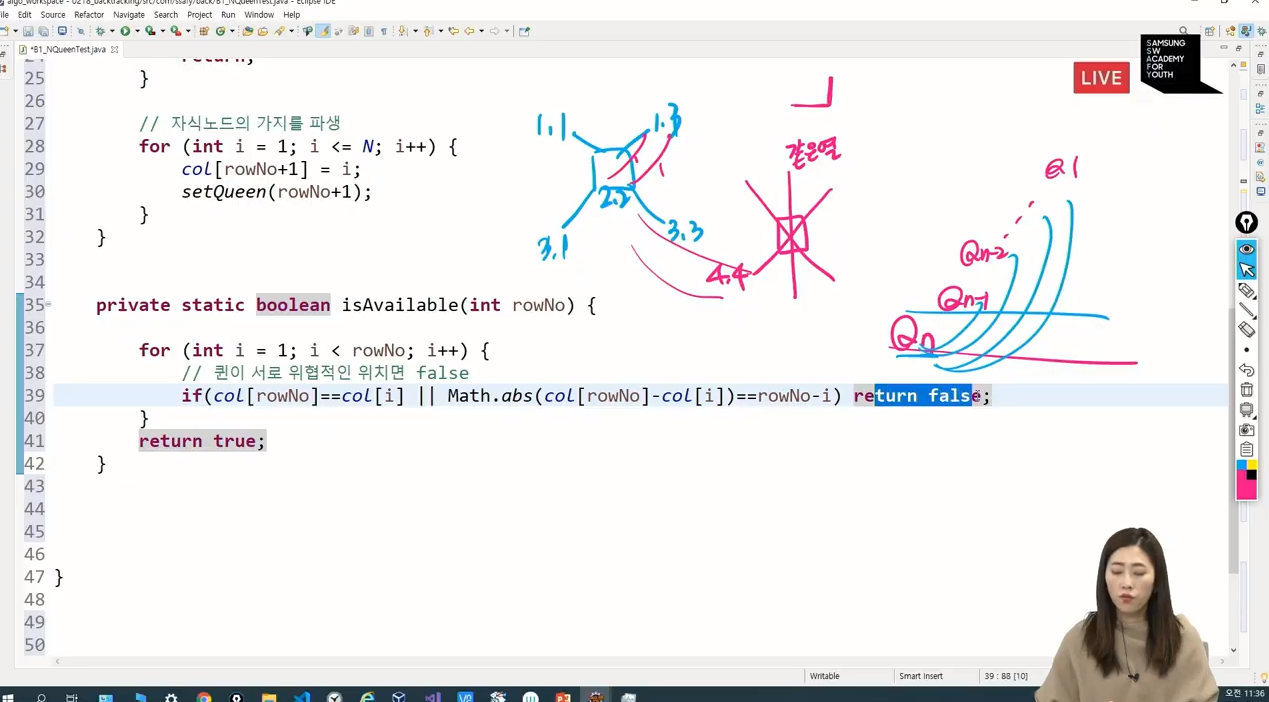 algo_workspace - 0218_backtracking/src/com/ssafy/back/B1_NQueenTest.java - Eclipse IDE
File Edit Source Refactor Navigate Search Project Run Window Help
*B1_NQueenTest.java
SAMSUNG
SW
ACADEMY
FOR
YOUTH
LIVE
24 return;
25 }
26
27 // 자식노드의 가지를 파생
28 for (int i = 1; i <= N; i++) {
29 col[rowNo+1] = i;
30 setQueen(rowNo+1);
31 }
32 }
33
34
35 private static boolean isAvailable(int rowNo) {
36
37 for (int i = 1; i < rowNo; i++) {
38 // 퀸이 서로 위협적인 위치면 false
39 if(col[rowNo]==col[i] || Math.abs(col[rowNo]-col[i])==rowNo-i) return false;
40 }
41 return true;
42 }
43
44
45
46
47 }
48
49
50
1,1
1,3
2,2
3,1
3,3
4,4
같은열
Q1
Qn-2
Qn-1
Qn
Writable Smart Insert 39 : 88 [10]
오전 11:36